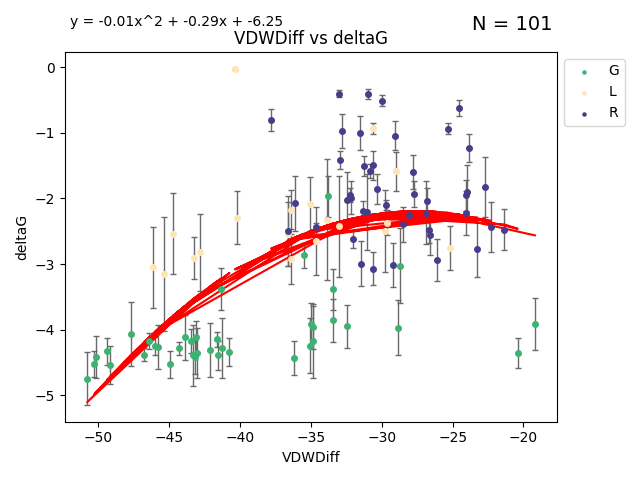 y = -0.01x^2 + -0.29x + -6.25
N = 101
VDWDiff vs deltaG
G
L
R
0
−1
−2
−3
−4
−5
deltaG
−50
−45
−40
−35
−30
−25
−20
VDWDiff